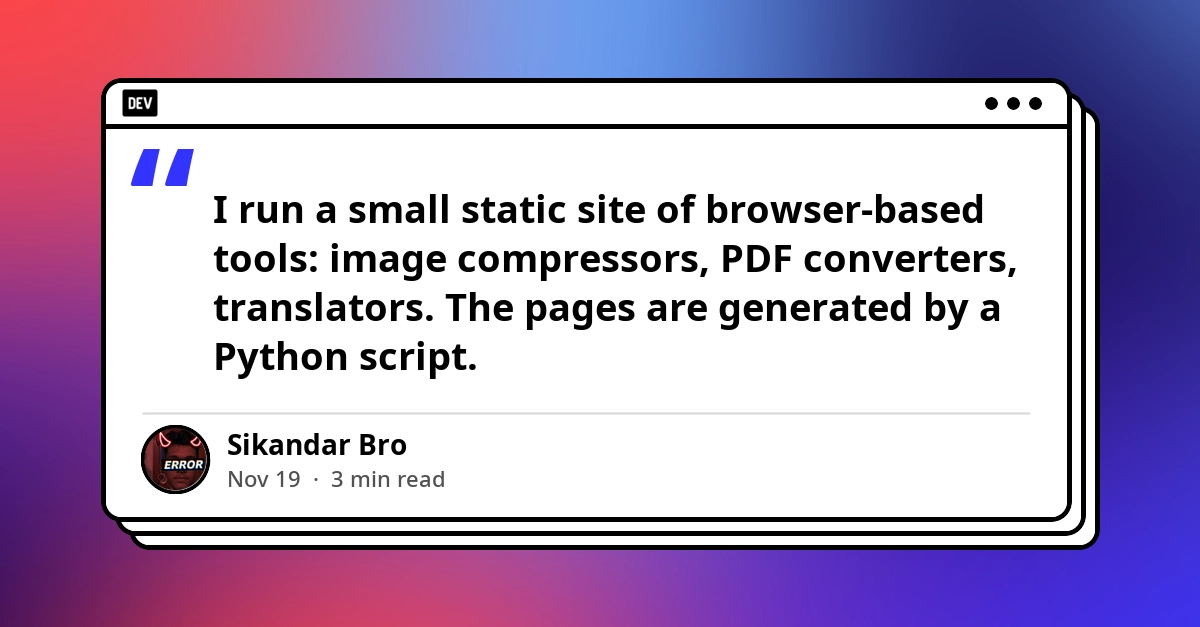 DEV
“
I run a small static site of browser-based
tools: image compressors, PDF converters,
translators. The pages are generated by a
Python script.
ERROR
Sikandar Bro
Nov 19 · 3 min read